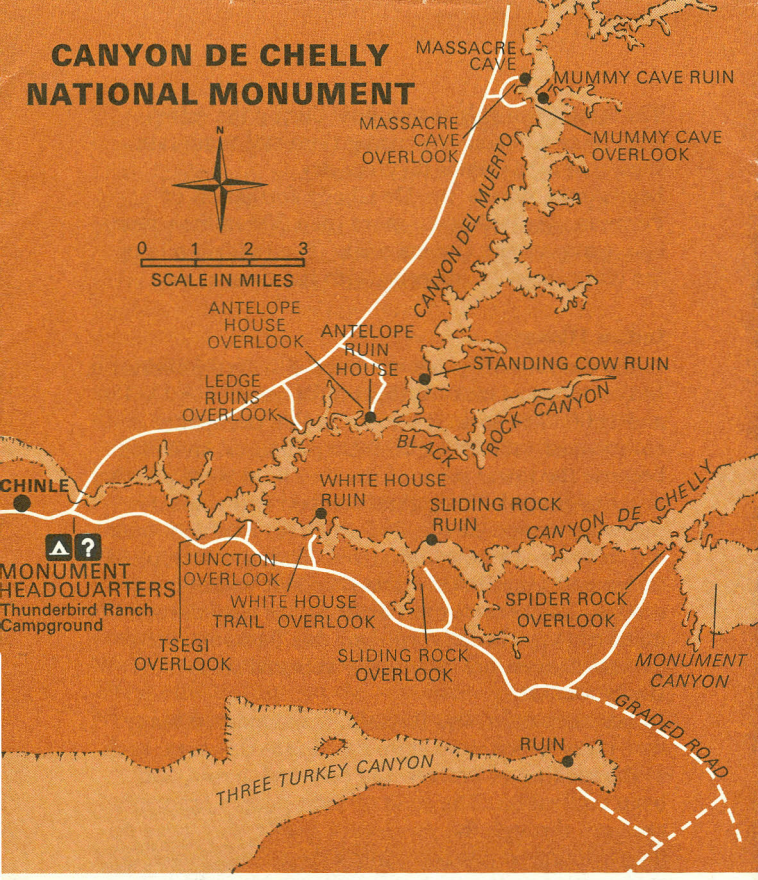 CANYON DE CHELLY
NATIONAL MONUMENT
N
0 1 2 3
SCALE IN MILES
MASSACRE
CAVE
MUMMY CAVE RUIN
MASSACRE
CAVE
OVERLOOK
MUMMY CAVE
OVERLOOK
CANYON DEL MUERTO
ANTELOPE
HOUSE
OVERLOOK
ANTELOPE
RUIN
HOUSE
STANDING COW RUIN
LEDGE
RUINS
OVERLOOK
BLACK
ROCK CANYON
CHINLE
WHITE HOUSE
RUIN
SLIDING ROCK
RUIN
CANYON DE CHELLY
?
MONUMENT
HEADQUARTERS
Thunderbird Ranch
Campground
JUNCTION
OVERLOOK
WHITE HOUSE
TRAIL OVERLOOK
SPIDER ROCK
OVERLOOK
TSEGI
OVERLOOK
SLIDING ROCK
OVERLOOK
MONUMENT
CANYON
GRADED ROAD
RUIN
THREE TURKEY CANYON